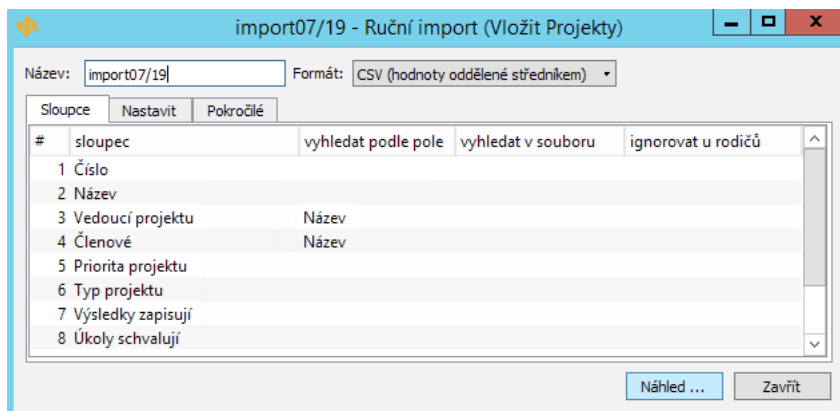 import07/19 - Ruční import (Vložit Projekty)
Název: import07/19 Formát: CSV (hodnoty oddělené středníkem)
Sloupce Nastavit Pokročilé
# sloupec vyhledat podle pole vyhledat v souboru ignorovat u rodičů
1 Číslo
2 Název
3 Vedoucí projektu Název
4 Členové Název
5 Priorita projektu
6 Typ projektu
7 Výsledky zapisují
8 Úkoly schvalují
Náhled ... Zavřít